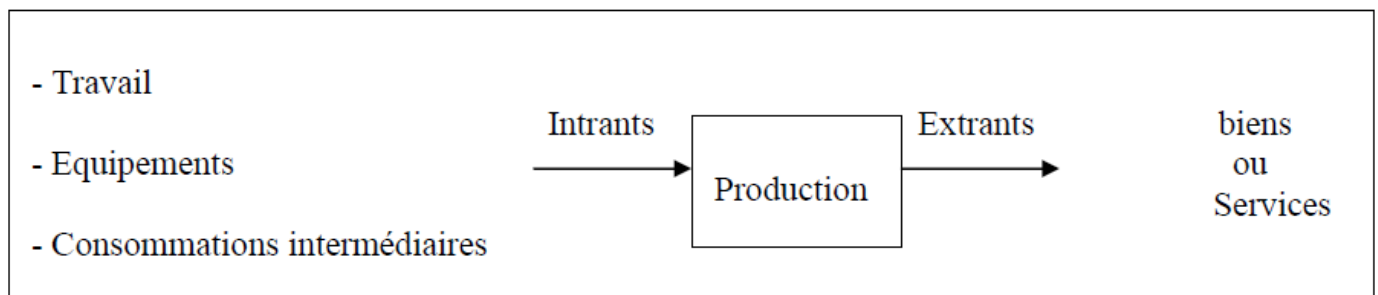 - Travail
- Equipements
- Consommations intermédiaires
Intrants
Production
Extrants
biens
ou
Services